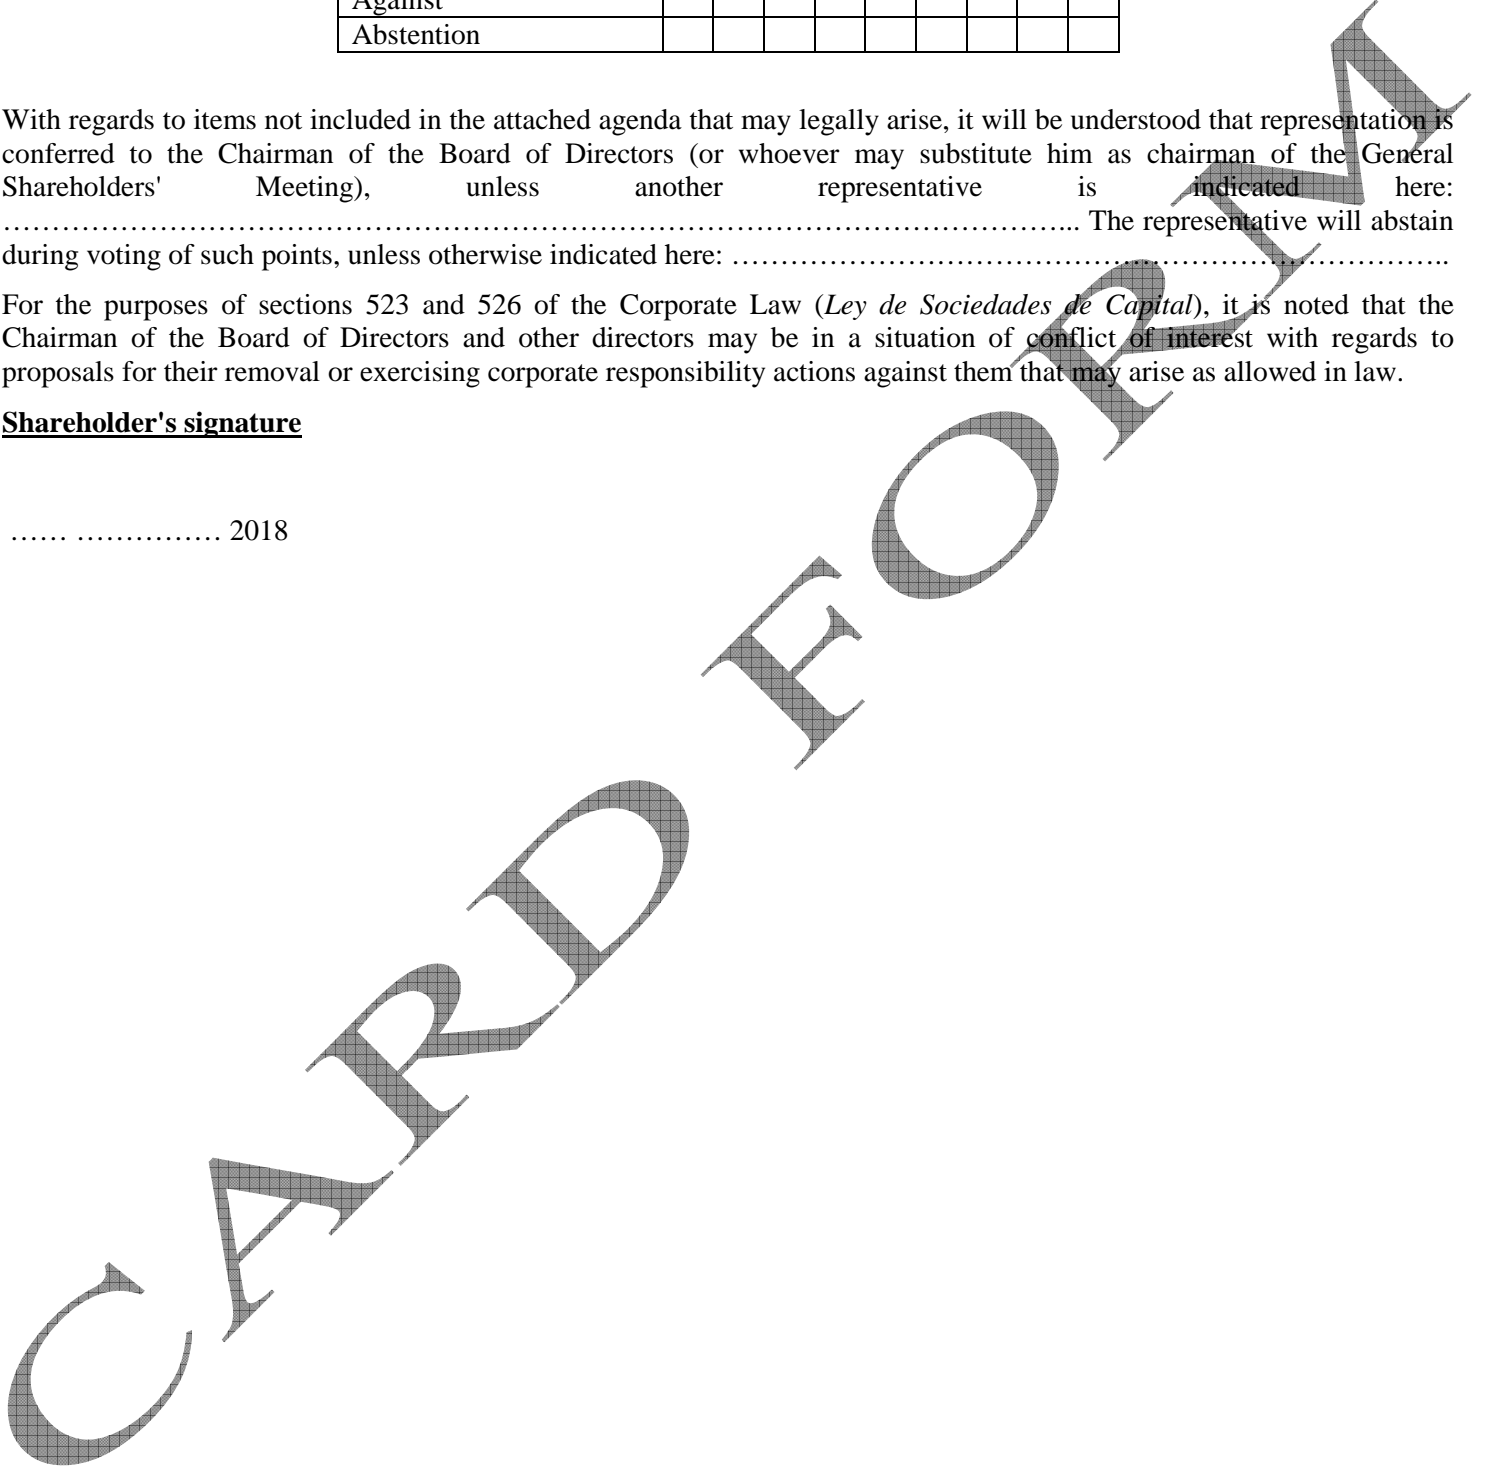 Against
Abstention
With regards to items not included in the attached agenda that may legally arise, it will be understood that representation is
conferred to the Chairman of the Board of Directors (or whoever may substitute him as chairman of the General
Shareholders' Meeting), unless another representative is indicated here:
…………………………………………………………………………………………………... The representative will abstain
during voting of such points, unless otherwise indicated here: ………………………………………………………………..
For the purposes of sections 523 and 526 of the Corporate Law (Ley de Sociedades de Capital), it is noted that the
Chairman of the Board of Directors and other directors may be in a situation of conflict of interest with regards to
proposals for their removal or exercising corporate responsibility actions against them that may arise as allowed in law.
Shareholder's signature
…… …………… 2018
CARD FORM